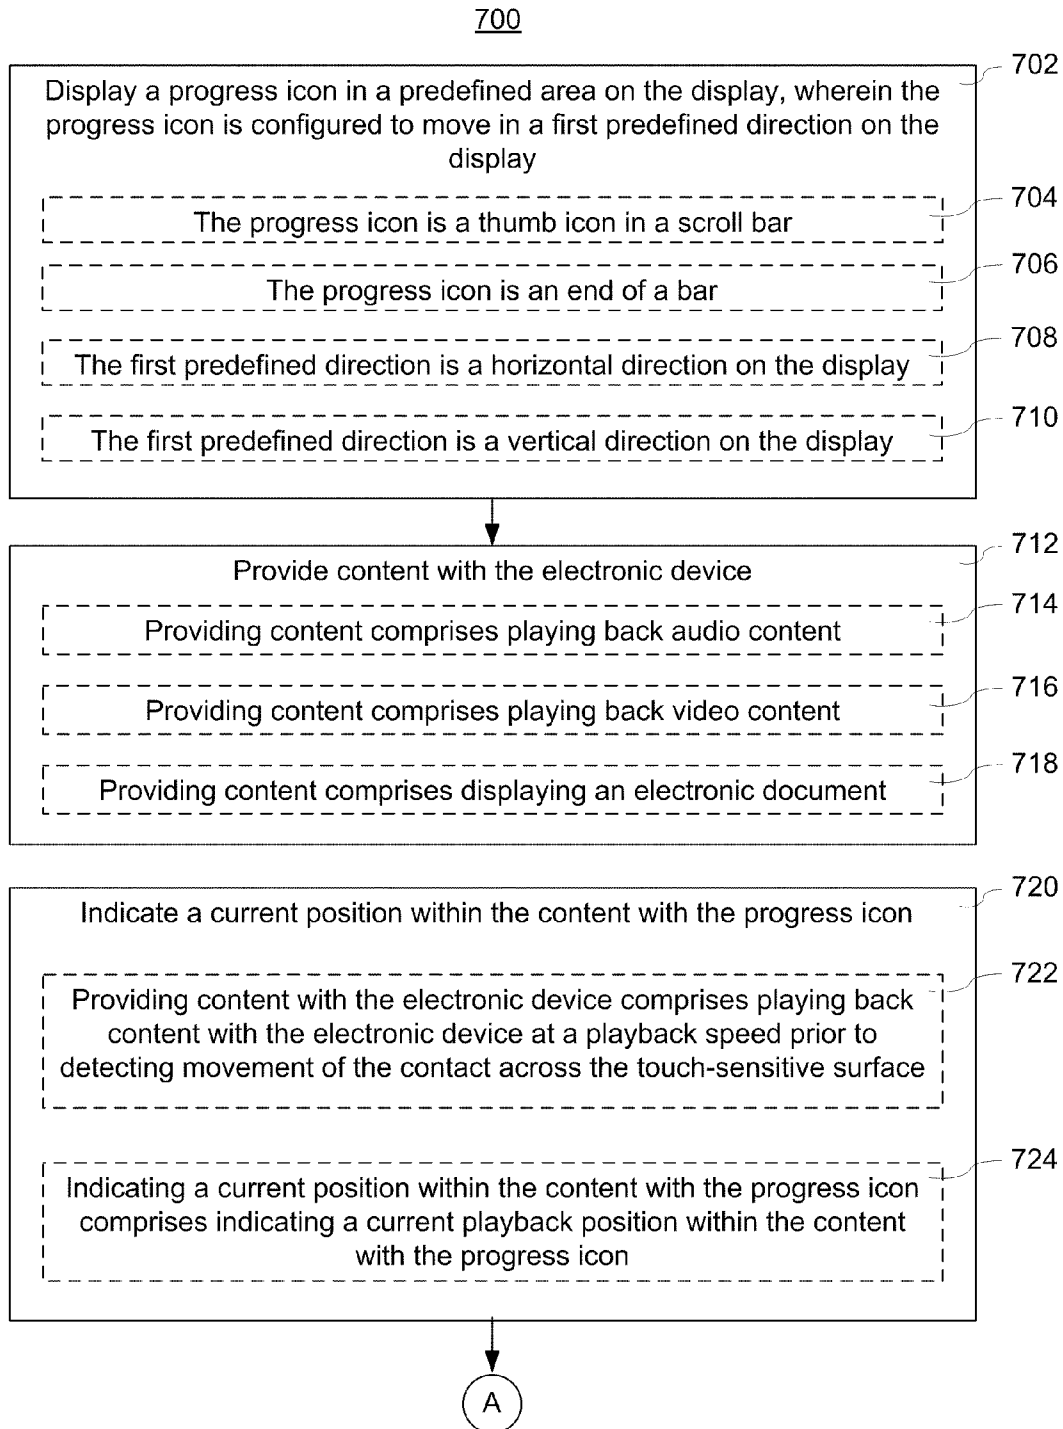 700
702
Display a progress icon in a predefined area on the display, wherein the
progress icon is configured to move in a first predefined direction on the
display
704
The progress icon is a thumb icon in a scroll bar
706
The progress icon is an end of a bar
708
The first predefined direction is a horizontal direction on the display
710
The first predefined direction is a vertical direction on the display
712
Provide content with the electronic device
714
Providing content comprises playing back audio content
716
Providing content comprises playing back video content
718
Providing content comprises displaying an electronic document
720
Indicate a current position within the content with the progress icon
722
Providing content with the electronic device comprises playing back
content with the electronic device at a playback speed prior to
detecting movement of the contact across the touch-sensitive surface
724
Indicating a current position within the content with the progress icon
comprises indicating a current playback position within the content
with the progress icon
A